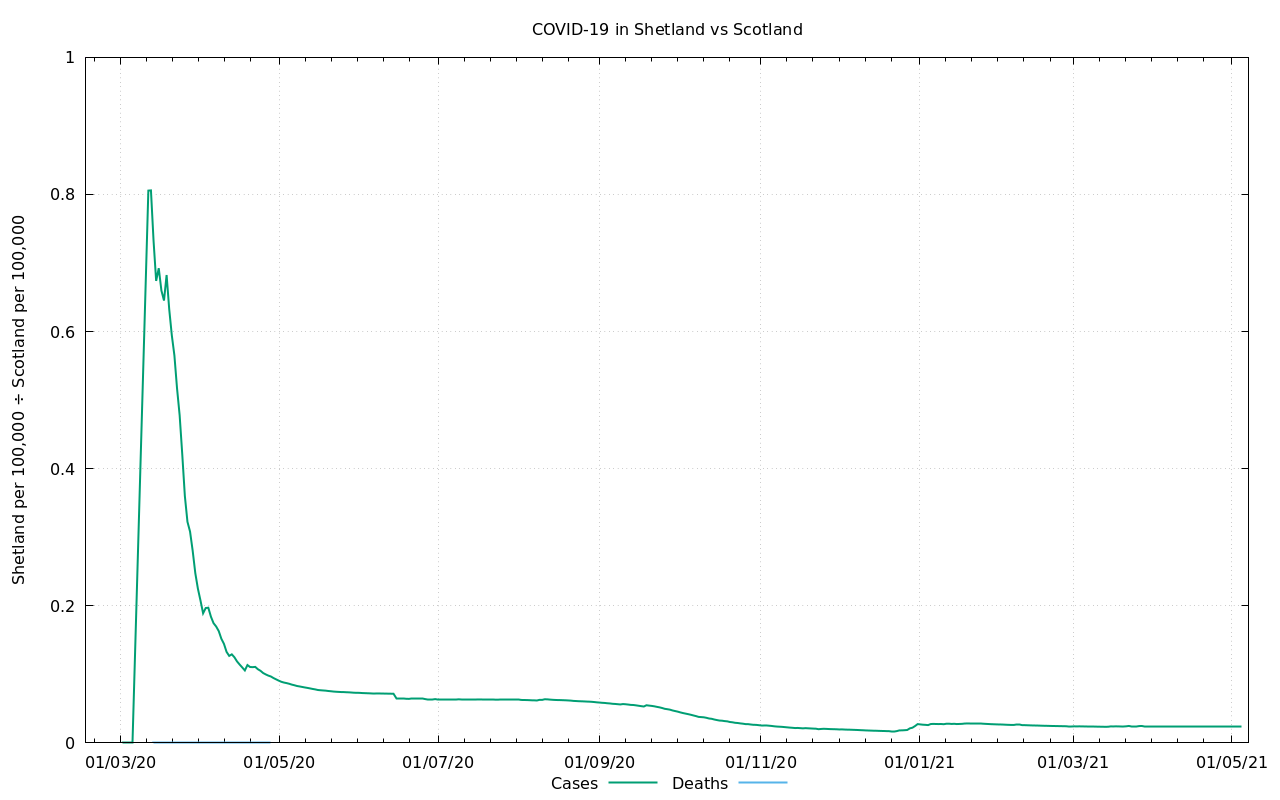 COVID-19 in Shetland vs Scotland
Shetland per 100,000 ÷ Scotland per 100,000
1
0.8
0.6
0.4
0.2
0
01/03/20 01/05/20 01/07/20 01/09/20 01/11/20 01/01/21 01/03/21 01/05/21
Cases Deaths